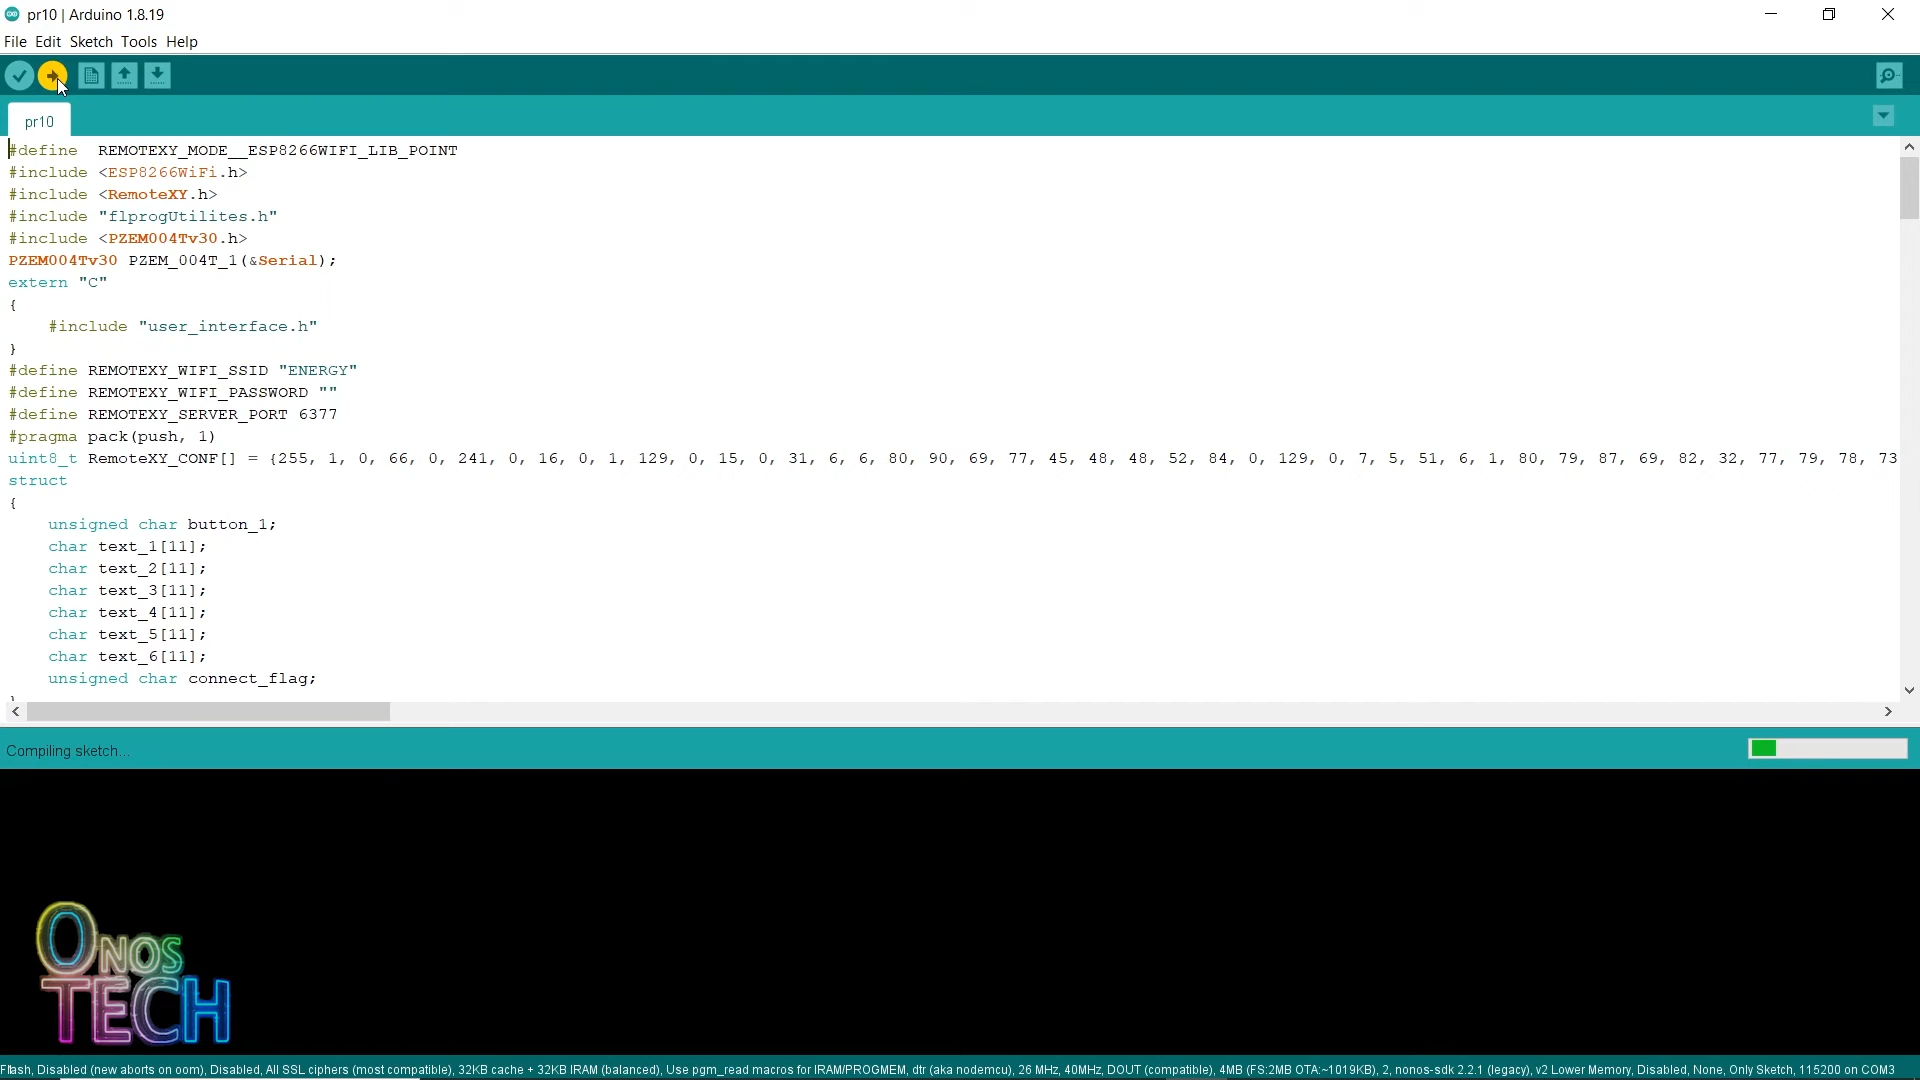 pr10 | Arduino 1.8.19
File Edit Sketch Tools Help
pr10
#define  REMOTEXY_MODE__ESP8266WIFI_LIB_POINT
#include <ESP8266WiFi.h>
#include <RemoteXY.h>
#include "flprogUtilites.h"
#include <PZEM004Tv30.h>
PZEM004Tv30 PZEM_004T_1(&Serial);
extern "C"
{
    #include "user_interface.h"
}
#define REMOTEXY_WIFI_SSID "ENERGY"
#define REMOTEXY_WIFI_PASSWORD ""
#define REMOTEXY_SERVER_PORT 6377
#pragma pack(push, 1)
uint8_t RemoteXY_CONF[] = {255, 1, 0, 66, 0, 241, 0, 16, 0, 1, 129, 0, 15, 0, 31, 6, 6, 80, 90, 69, 77, 45, 48, 48, 52, 84, 0, 129, 0, 7, 5, 51, 6, 1, 80, 79, 87, 69, 82, 32, 77, 79, 78, 73
struct
{
    unsigned char button_1;
    char text_1[11];
    char text_2[11];
    char text_3[11];
    char text_4[11];
    char text_5[11];
    char text_6[11];
    unsigned char connect_flag;
Compiling sketch...
ONOS
TECH
Flash, Disabled (new aborts on oom), Disabled, All SSL ciphers (most compatible), 32KB cache + 32KB IRAM (balanced), Use pgm_read macros for IRAM/PROGMEM, dtr (aka nodemcu), 26 MHz, 40MHz, DOUT (compatible), 4MB (FS:2MB OTA:~1019KB), 2, nonos-sdk 2.2.1 (legacy), v2 Lower Memory, Disabled, None, Only Sketch, 115200 on COM3